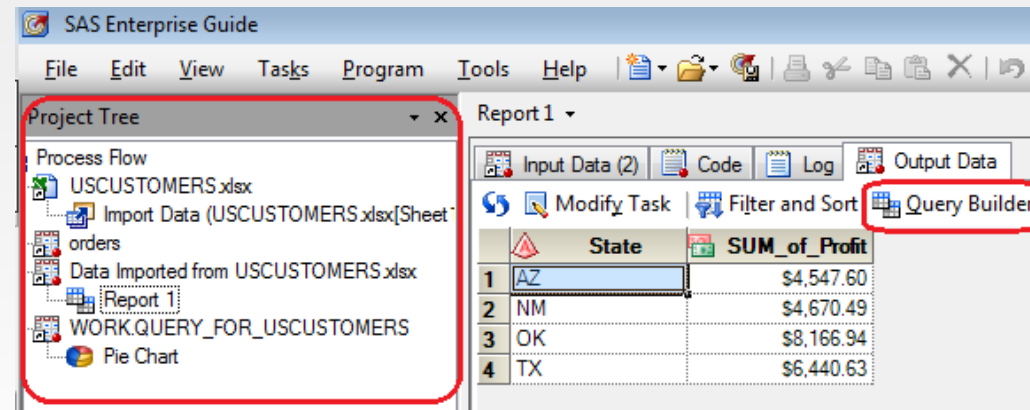 SAS Enterprise Guide
File Edit View Tasks Program Tools Help
Project Tree
Process Flow
USCUSTOMERS.xlsx
Import Data (USCUSTOMERS.xlsx[Sheet
orders
Data Imported from USCUSTOMERS.xlsx
Report 1
WORK.QUERY_FOR_USCUSTOMERS
Pie Chart
Report 1
Input Data (2) Code Log Output Data
Modify Task Filter and Sort Query Builder
State SUM_of_Profit
1 AZ $4,547.60
2 NM $4,670.49
3 OK $8,166.94
4 TX $6,440.63